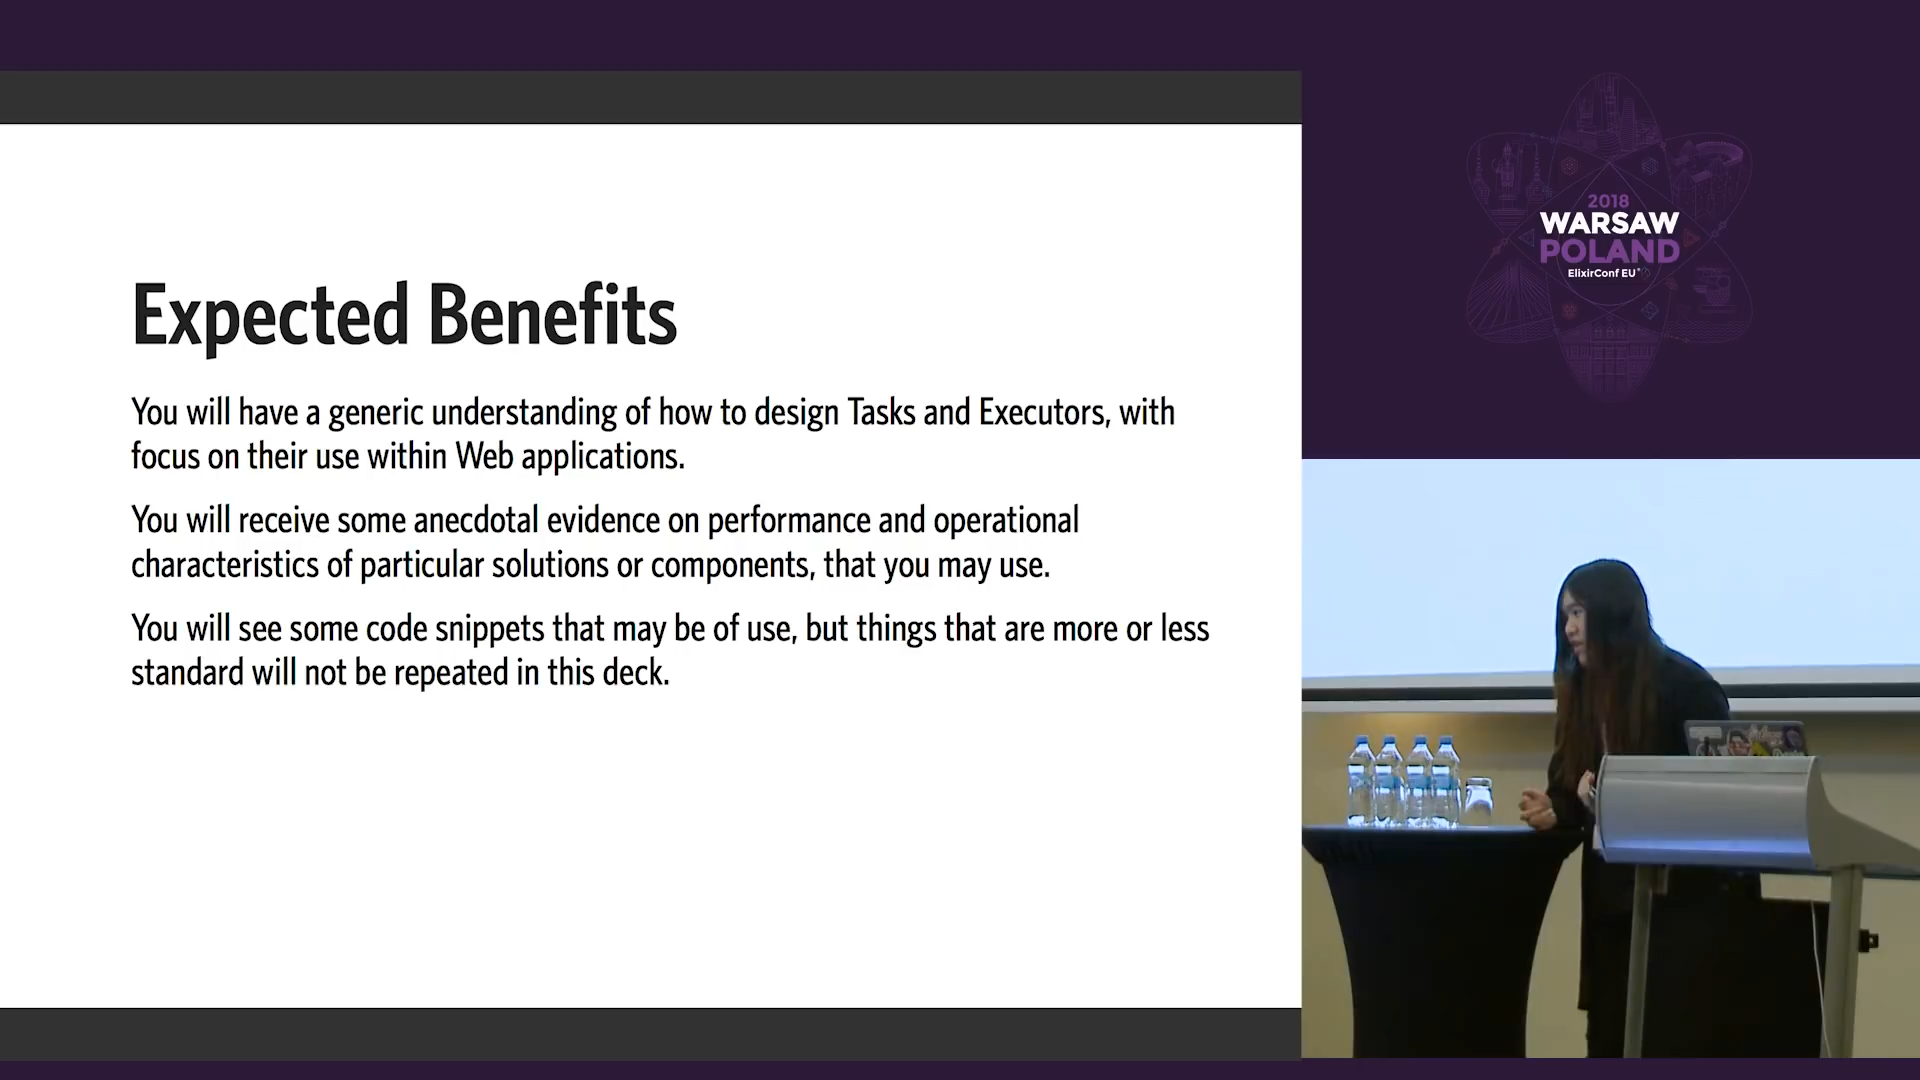 Expected Benefits
You will have a generic understanding of how to design Tasks and Executors, with
focus on their use within Web applications.
You will receive some anecdotal evidence on performance and operational
characteristics of particular solutions or components, that you may use.
You will see some code snippets that may be of use, but things that are more or less
standard will not be repeated in this deck.
2018
WARSAW
POLAND
ElixirConf EU